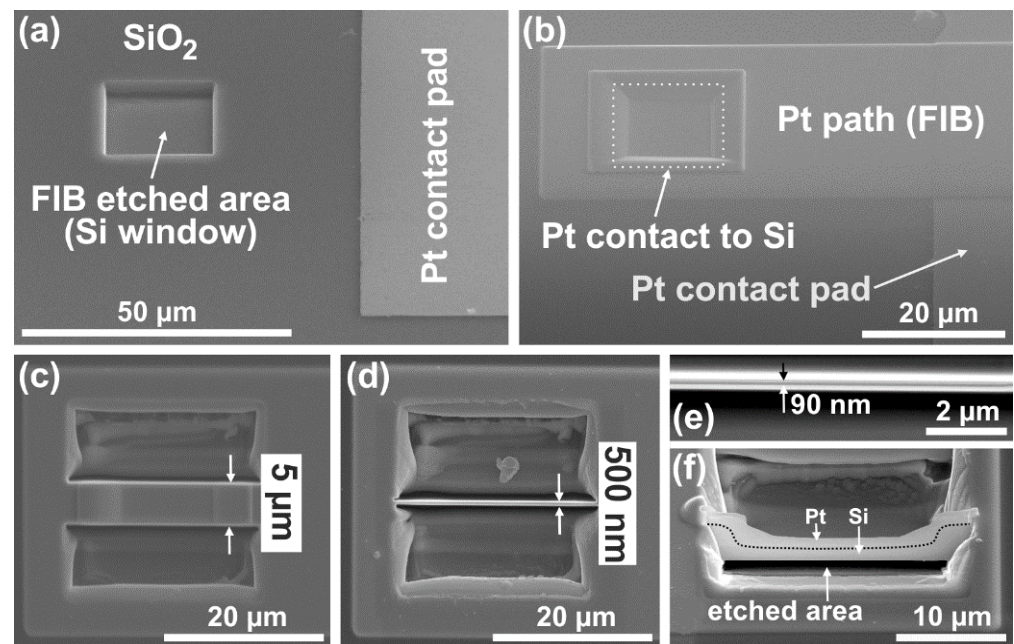 (a)
SiO₂
FIB etched area
(Si window)
Pt contact pad
50 µm
(b)
Pt path (FIB)
Pt contact to Si
Pt contact pad
20 µm
(c)
5 µm
20 µm
(d)
500 nm
20 µm
90 nm
(e)
2 µm
(f)
Pt
Si
etched area
10 µm